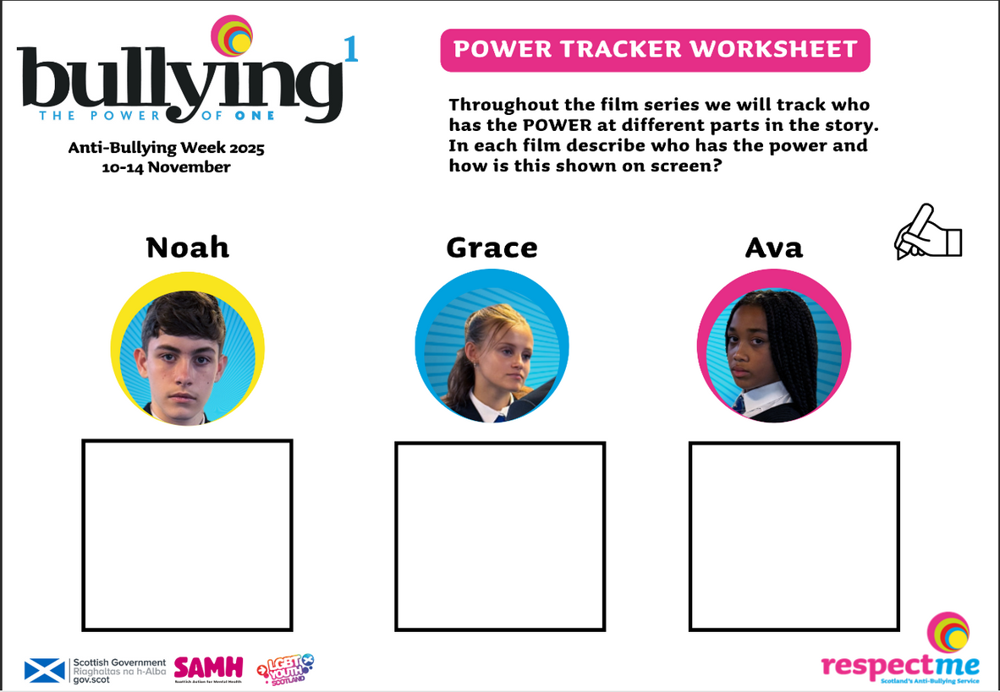 bullying¹
THE POWER OF ONE
Anti-Bullying Week 2025
10-14 November
POWER TRACKER WORKSHEET
Throughout the film series we will track who
has the POWER at different parts in the story.
In each film describe who has the power and
how is this shown on screen?
Noah
Grace
Ava
Scottish Government
Riaghaltas na h-Alba
gov.scot
SAMH
Scottish Action for Mental Health
LGBT
YOUTH
SCOTLAND
respectme
Scotland's Anti-Bullying Service